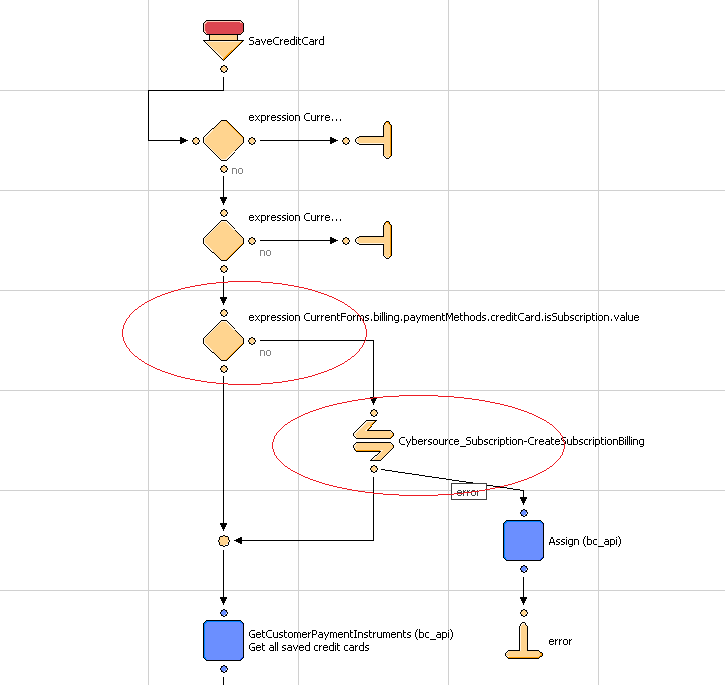 SaveCreditCard
expression Curre...
no
expression Curre...
no
expression CurrentForms.billing.paymentMethods.creditCard.isSubscription.value
no
Cybersource_Subscription-CreateSubscriptionBilling
error
Assign (bc_api)
GetCustomerPaymentInstruments (bc_api)
Get all saved credit cards
error